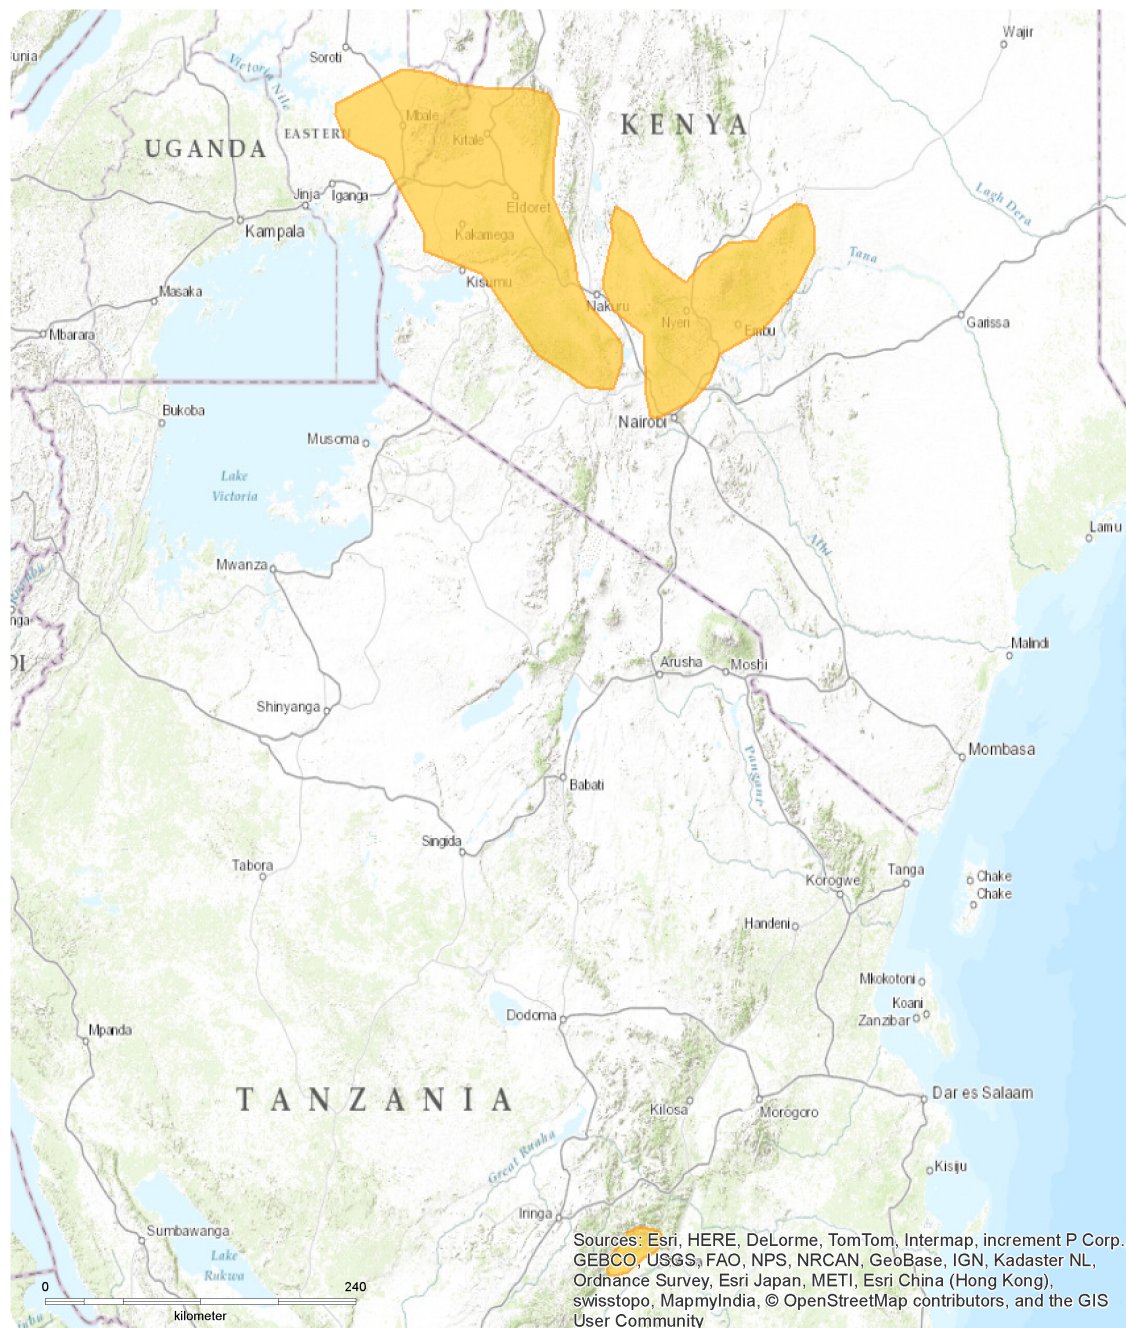 Wajir
Soroti
unia
Victoria Nile
Mbale
KENYA
EASTERN
Kitale
UGANDA
Jinja
Iganga
Eldoret
Lagh Dera
Kampala
Kakamega
Tana
Kisumu
Masaka
Nakuru
Nyeri
Embu
Garissa
Mbarara
Bukoba
Nairobi
Musoma
Lake
Victoria
Lamu
Athi
Mwanza
nga
Malindi
DI
Arusha
Moshi
Shinyanga
Mombasa
Pangani
Babati
Singida
Tabora
Korogwe
Tanga
Chake
Chake
Handeni
Mkokotoni
Koani
Zanzibar
Dodoma
Mpanda
TANZANIA
Dar es Salaam
Kilosa
Morogoro
Great Ruaha
Kisiju
Iringa
Sumbawanga
Lake
Rukwa
Sources: Esri, HERE, DeLorme, TomTom, Intermap, increment P Corp.,
GEBCO, USGS, FAO, NPS, NRCAN, GeoBase, IGN, Kadaster NL,
Ordnance Survey, Esri Japan, METI, Esri China (Hong Kong),
swisstopo, MapmyIndia, © OpenStreetMap contributors, and the GIS
User Community
0 240
kilometer